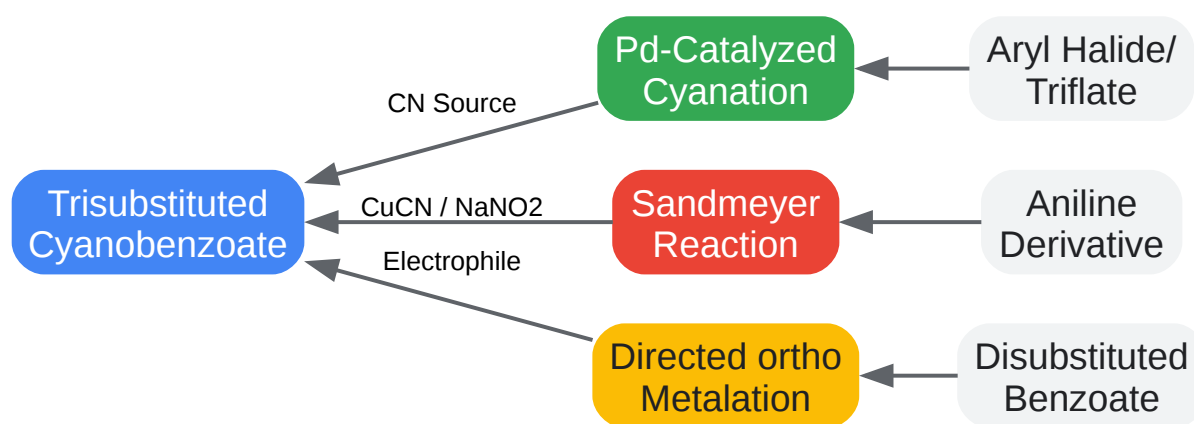 Pd-Catalyzed
Cyanation
Aryl Halide/
Triflate
CN Source
Trisubstituted
Cyanobenzoate
CuCN / NaNO2
Sandmeyer
Reaction
Aniline
Derivative
Electrophile
Directed ortho
Metalation
Disubstituted
Benzoate